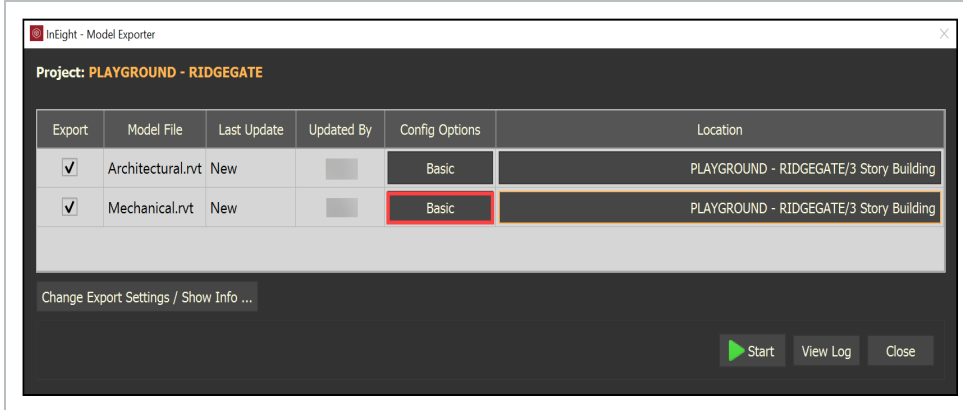 InEight - Model Exporter
Project: PLAYGROUND - RIDGEGATE
Export Model File Last Update Updated By Config Options Location
Architectural.rvt New Basic PLAYGROUND - RIDGEGATE/3 Story Building
Mechanical.rvt New Basic PLAYGROUND - RIDGEGATE/3 Story Building
Change Export Settings / Show Info ...
Start View Log Close